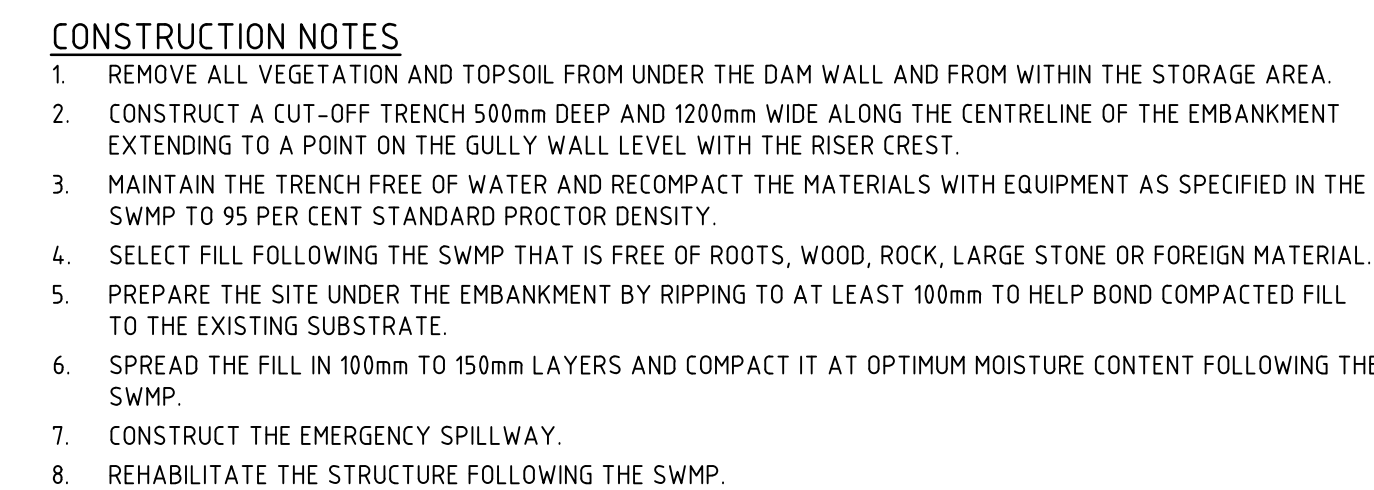 CONSTRUCTION NOTES
1. REMOVE ALL VEGETATION AND TOPSOIL FROM UNDER THE DAM WALL AND FROM WITHIN THE STORAGE AREA.
2. CONSTRUCT A CUT-OFF TRENCH 500mm DEEP AND 1200mm WIDE ALONG THE CENTRELINE OF THE EMBANKMENT
EXTENDING TO A POINT ON THE GULLY WALL LEVEL WITH THE RISER CREST.
3. MAINTAIN THE TRENCH FREE OF WATER AND RECOMPACT THE MATERIALS WITH EQUIPMENT AS SPECIFIED IN THE
SWMP TO 95 PER CENT STANDARD PROCTOR DENSITY.
4. SELECT FILL FOLLOWING THE SWMP THAT IS FREE OF ROOTS, WOOD, ROCK, LARGE STONE OR FOREIGN MATERIAL.
5. PREPARE THE SITE UNDER THE EMBANKMENT BY RIPPING TO AT LEAST 100mm TO HELP BOND COMPACTED FILL
TO THE EXISTING SUBSTRATE.
6. SPREAD THE FILL IN 100mm TO 150mm LAYERS AND COMPACT IT AT OPTIMUM MOISTURE CONTENT FOLLOWING THE
SWMP.
7. CONSTRUCT THE EMERGENCY SPILLWAY.
8. REHABILITATE THE STRUCTURE FOLLOWING THE SWMP.